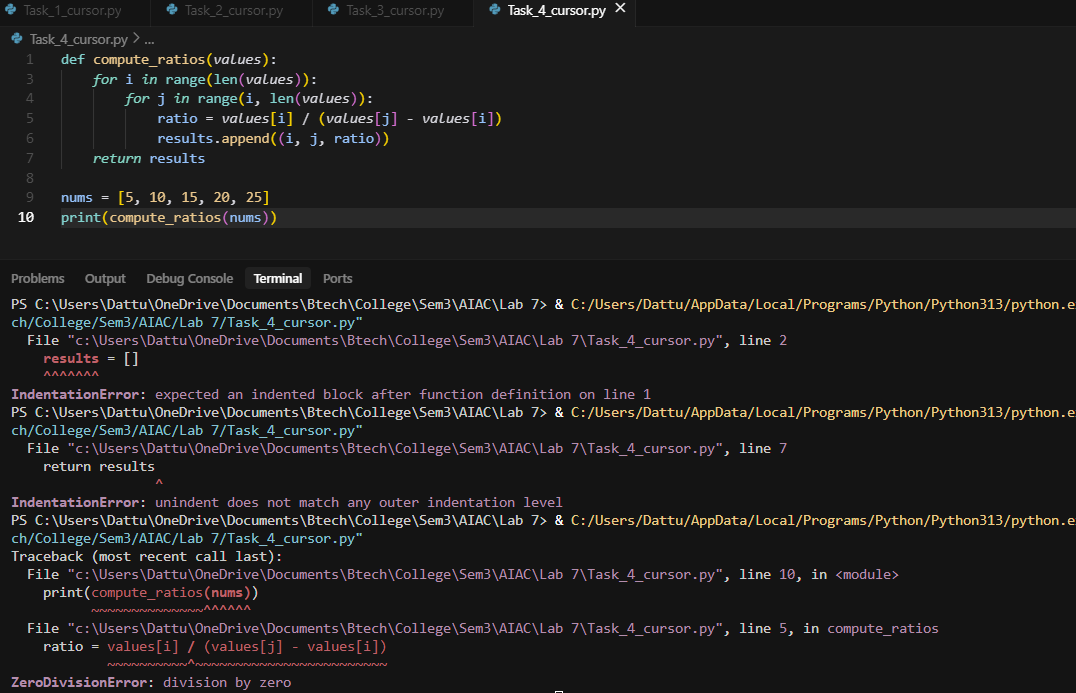 Task_1_cursor.py Task_2_cursor.py Task_3_cursor.py Task_4_cursor.py ×
Task_4_cursor.py > ...
1 def compute_ratios(values):
3 for i in range(len(values)):
4 for j in range(i, len(values)):
5 ratio = values[i] / (values[j] - values[i])
6 results.append((i, j, ratio))
7 return results
8
9 nums = [5, 10, 15, 20, 25]
10 print(compute_ratios(nums))
Problems Output Debug Console Terminal Ports
PS C:\Users\Dattu\OneDrive\Documents\Btech\College\Sem3\AIAC\Lab 7> & C:/Users/Dattu/AppData/Local/Programs/Python/Python313/python.e
ch/College/Sem3/AIAC/Lab 7/Task_4_cursor.py"
File "c:\Users\Dattu\OneDrive\Documents\Btech\College\Sem3\AIAC\Lab 7\Task_4_cursor.py", line 2
results = []
^^^^^^^
IndentationError: expected an indented block after function definition on line 1
PS C:\Users\Dattu\OneDrive\Documents\Btech\College\Sem3\AIAC\Lab 7> & C:/Users/Dattu/AppData/Local/Programs/Python/Python313/python.e
ch/College/Sem3/AIAC/Lab 7/Task_4_cursor.py"
File "c:\Users\Dattu\OneDrive\Documents\Btech\College\Sem3\AIAC\Lab 7\Task_4_cursor.py", line 7
return results
^
IndentationError: unindent does not match any outer indentation level
PS C:\Users\Dattu\OneDrive\Documents\Btech\College\Sem3\AIAC\Lab 7> & C:/Users/Dattu/AppData/Local/Programs/Python/Python313/python.e
ch/College/Sem3/AIAC/Lab 7/Task_4_cursor.py"
Traceback (most recent call last):
File "c:\Users\Dattu\OneDrive\Documents\Btech\College\Sem3\AIAC\Lab 7\Task_4_cursor.py", line 10, in <module>
print(compute_ratios(nums))
~~~~~~~~~~~~~~^^^^^^
File "c:\Users\Dattu\OneDrive\Documents\Btech\College\Sem3\AIAC\Lab 7\Task_4_cursor.py", line 5, in compute_ratios
ratio = values[i] / (values[j] - values[i])
~~~~~~~~~~^~~~~~~~~~~~~~~~~~~~~~~~~
ZeroDivisionError: division by zero